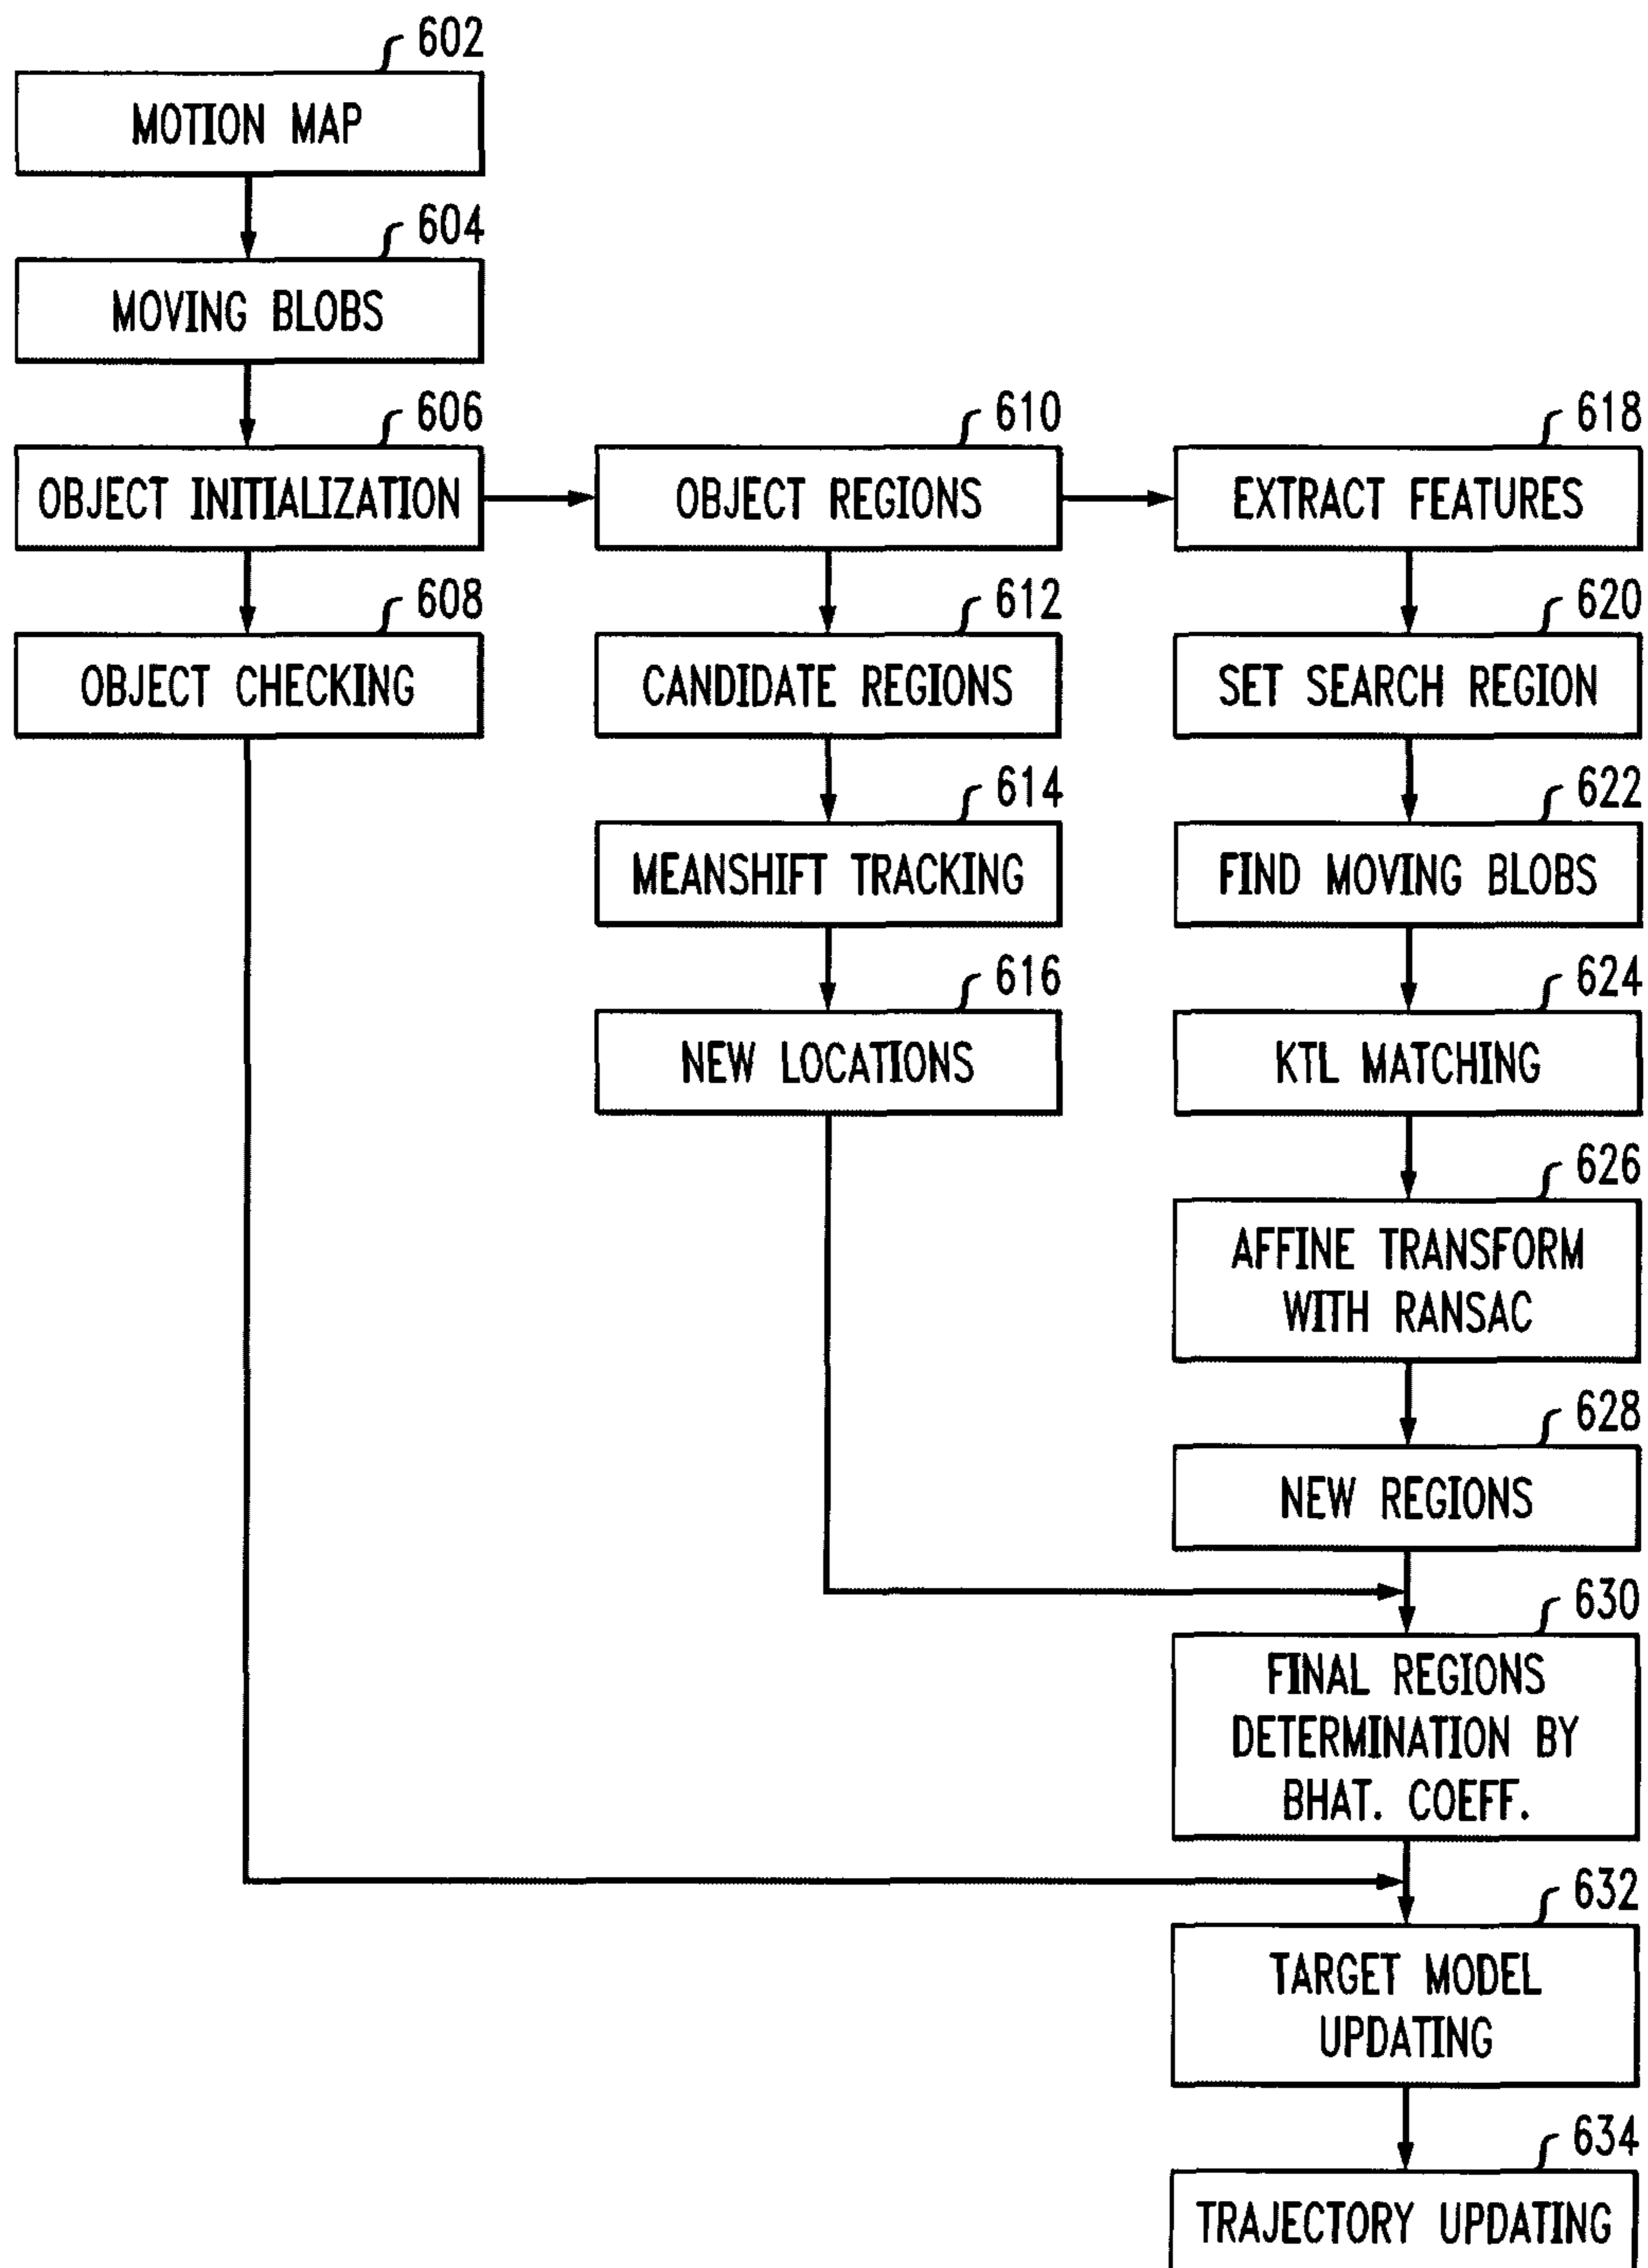 602
MOTION MAP
604
MOVING BLOBS
606
OBJECT INITIALIZATION
608
OBJECT CHECKING
610
OBJECT REGIONS
612
CANDIDATE REGIONS
614
MEANSHIFT TRACKING
616
NEW LOCATIONS
618
EXTRACT FEATURES
620
SET SEARCH REGION
622
FIND MOVING BLOBS
624
KTL MATCHING
626
AFFINE TRANSFORM
WITH RANSAC
628
NEW REGIONS
630
FINAL REGIONS
DETERMINATION BY
BHAT. COEFF.
632
TARGET MODEL
UPDATING
634
TRAJECTORY UPDATING